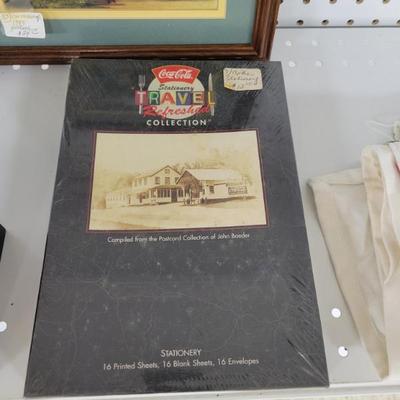 Coca-Cola
Stationery
TRAVEL
Refreshed
COLLECTION
Compiled from the Postcard Collection of John Baeder
STATIONERY
16 Printed Sheets, 16 Blank Sheets, 16 Envelopes